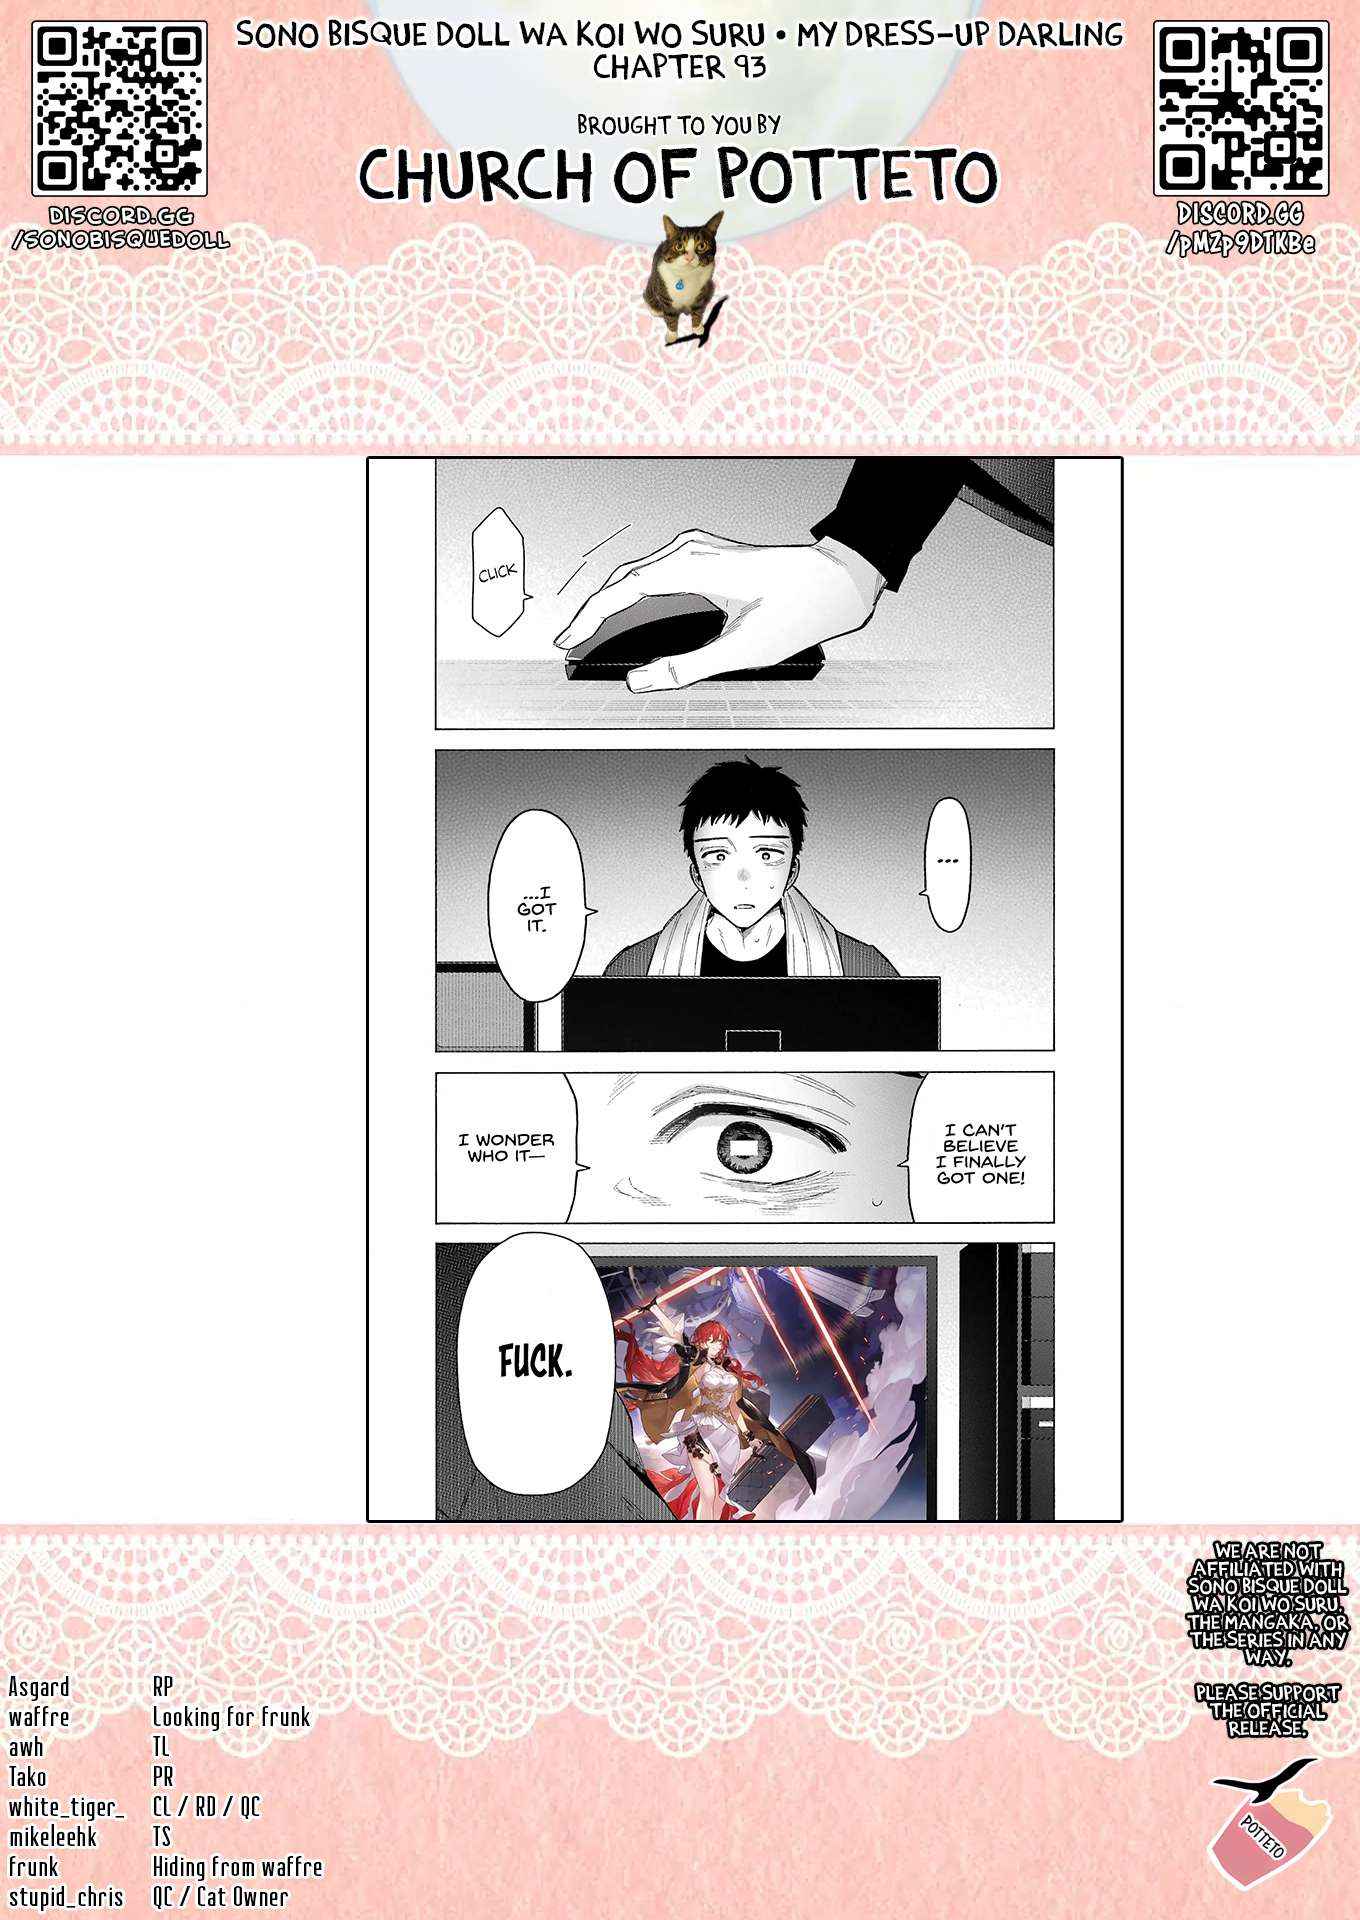 SONO BISQUE DOLL WA KOI WO SURU • MY DRESS-UP DARLING
CHAPTER 93
BROUGHT TO YOU BY
CHURCH OF POTTETO
DISCORD.GG
/SONOBISQUEDOLL
DISCORD.GG
/pMZp9DTKBe
CLICK
...
...I
GOT
IT.
I CAN'T
BELIEVE
I FINALLY
GOT ONE!
I WONDER
WHO IT—
FUCK.
WE ARE NOT
AFFILIATED WITH
SONO BISQUE DOLL
WA KOI WO SURU,
THE MANGAKA, OR
THE SERIES IN ANY
WAY.
PLEASE SUPPORT
THE OFFICIAL
RELEASE.
Asgard RP
waffre Looking for frunk
awh TL
Tako PR
white_tiger_ CL / RD / QC
mikeleehk TS
frunk Hiding from waffre
stupid_chris QC / Cat Owner
POTTETO